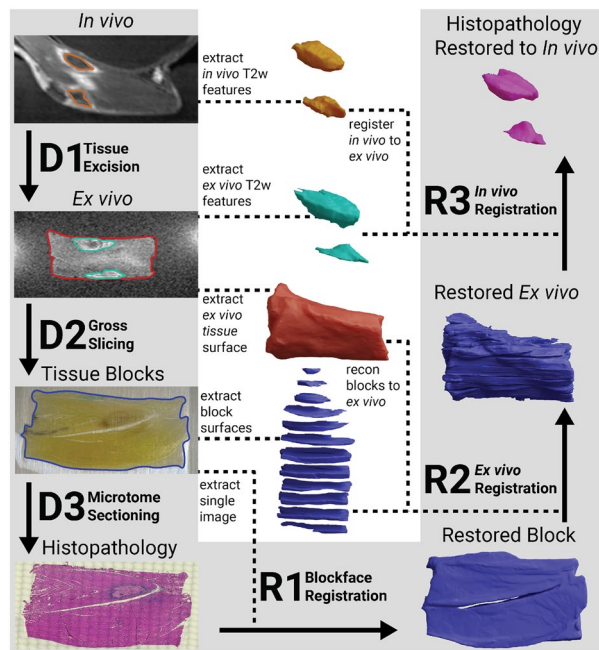 In vivo
D1 Tissue
Excision
Ex vivo
D2 Gross
Slicing
Tissue Blocks
D3 Microtome
Sectioning
Histopathology
extract
in vivo T2w
features
register
in vivo to
ex vivo
extract
ex vivo T2w
features
extract
ex vivo
tissue
surface
recon
blocks to
ex vivo
extract
block
surfaces
extract
single
image
R1 Blockface
Registration
Histopathology
Restored to In vivo
R3 In vivo
Registration
Restored Ex vivo
R2 Ex vivo
Registration
Restored Block